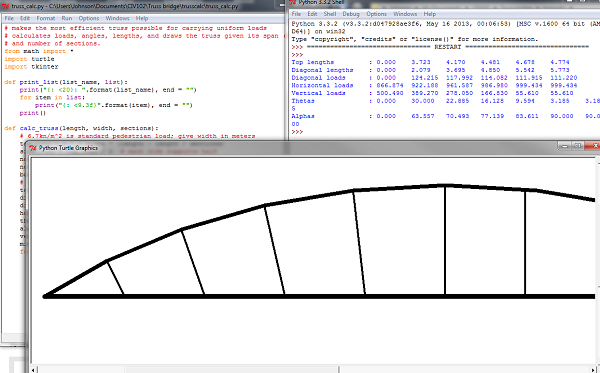 truss_calc.py - C:\Users\Johnson\Documents\CIV102\Truss bridge\trusscalc\truss_calc.py
File Edit Format Run Options Windows Help
# makes the most efficient truss possible for carrying uniform loads
# calculates loads, angles, lengths, and draws the truss given its span
# and number of sections.
from math import *
import turtle
import tkinter
def print_list(list_name, list):
print("{: <20}: ".format(list_name), end = "")
for item in list:
print("{: <9.3f}".format(item), end = "")
print()
def calc_truss(length, width, sections):
# 6.7kn/m^2 is standard pedestrian load; give width in meters
Python 3.3.2 Shell
File Edit Shell Debug Options Windows Help
Python 3.3.2 (v3.3.2:d047928ae3f6, May 16 2013, 00:06:53) [MSC v.1600 64 bit (AM
D64)] on win32
Type "copyright", "credits" or "license()" for more information.
>>> ================================ RESTART ================================
>>>
Top lengths : 0.000 3.723 4.170 4.481 4.678 4.774
Diagonal lengths : 0.000 2.079 3.695 4.850 5.542 5.773
Diagonal loads : 0.000 124.215 117.992 114.082 111.915 111.220
Horizontal loads : 866.874 922.188 961.587 986.980 999.434 999.434
Vertical loads : 500.490 389.270 278.050 166.830 55.610 55.610
Thetas : 0.000 30.000 22.885 16.128 9.594 3.185 3.18
5
Alphas : 0.000 63.557 70.493 77.139 83.611 90.000 90.0
00
>>>
Python Turtle Graphics